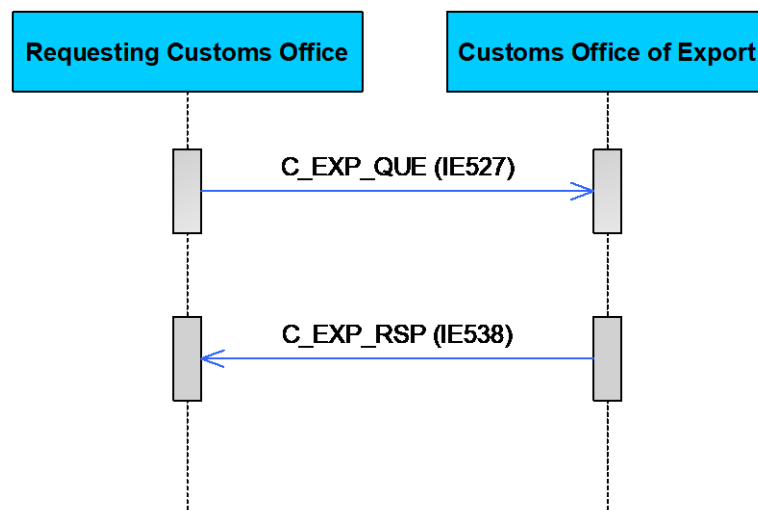 Requesting Customs Office
Customs Office of Export
C_EXP_QUE (IE527)
C_EXP_RSP (IE538)